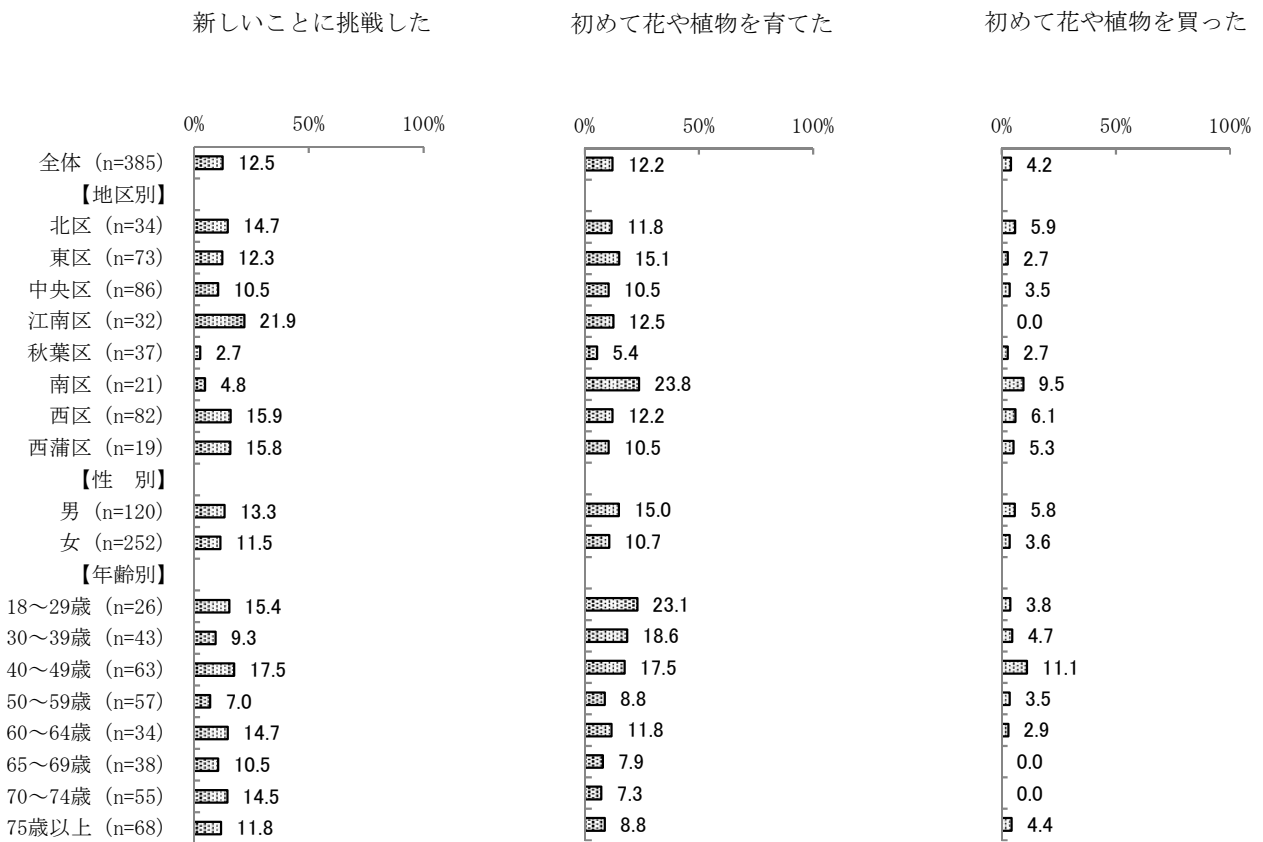 新しいことに挑戦した 初めて花や植物を育てた 初めて花や植物を買った
0% 50% 100% 0% 50% 100% 0% 50% 100%
全体 (n=385) 12.5 12.2 4.2
【地区別】
北区 (n=34) 14.7 11.8 5.9
東区 (n=73) 12.3 15.1 2.7
中央区 (n=86) 10.5 10.5 3.5
江南区 (n=32) 21.9 12.5 0.0
秋葉区 (n=37) 2.7 5.4 2.7
南区 (n=21) 4.8 23.8 9.5
西区 (n=82) 15.9 12.2 6.1
西蒲区 (n=19) 15.8 10.5 5.3
【性　別】
男 (n=120) 13.3 15.0 5.8
女 (n=252) 11.5 10.7 3.6
【年齢別】
18～29歳 (n=26) 15.4 23.1 3.8
30～39歳 (n=43) 9.3 18.6 4.7
40～49歳 (n=63) 17.5 17.5 11.1
50～59歳 (n=57) 7.0 8.8 3.5
60～64歳 (n=34) 14.7 11.8 2.9
65～69歳 (n=38) 10.5 7.9 0.0
70～74歳 (n=55) 14.5 7.3 0.0
75歳以上 (n=68) 11.8 8.8 4.4